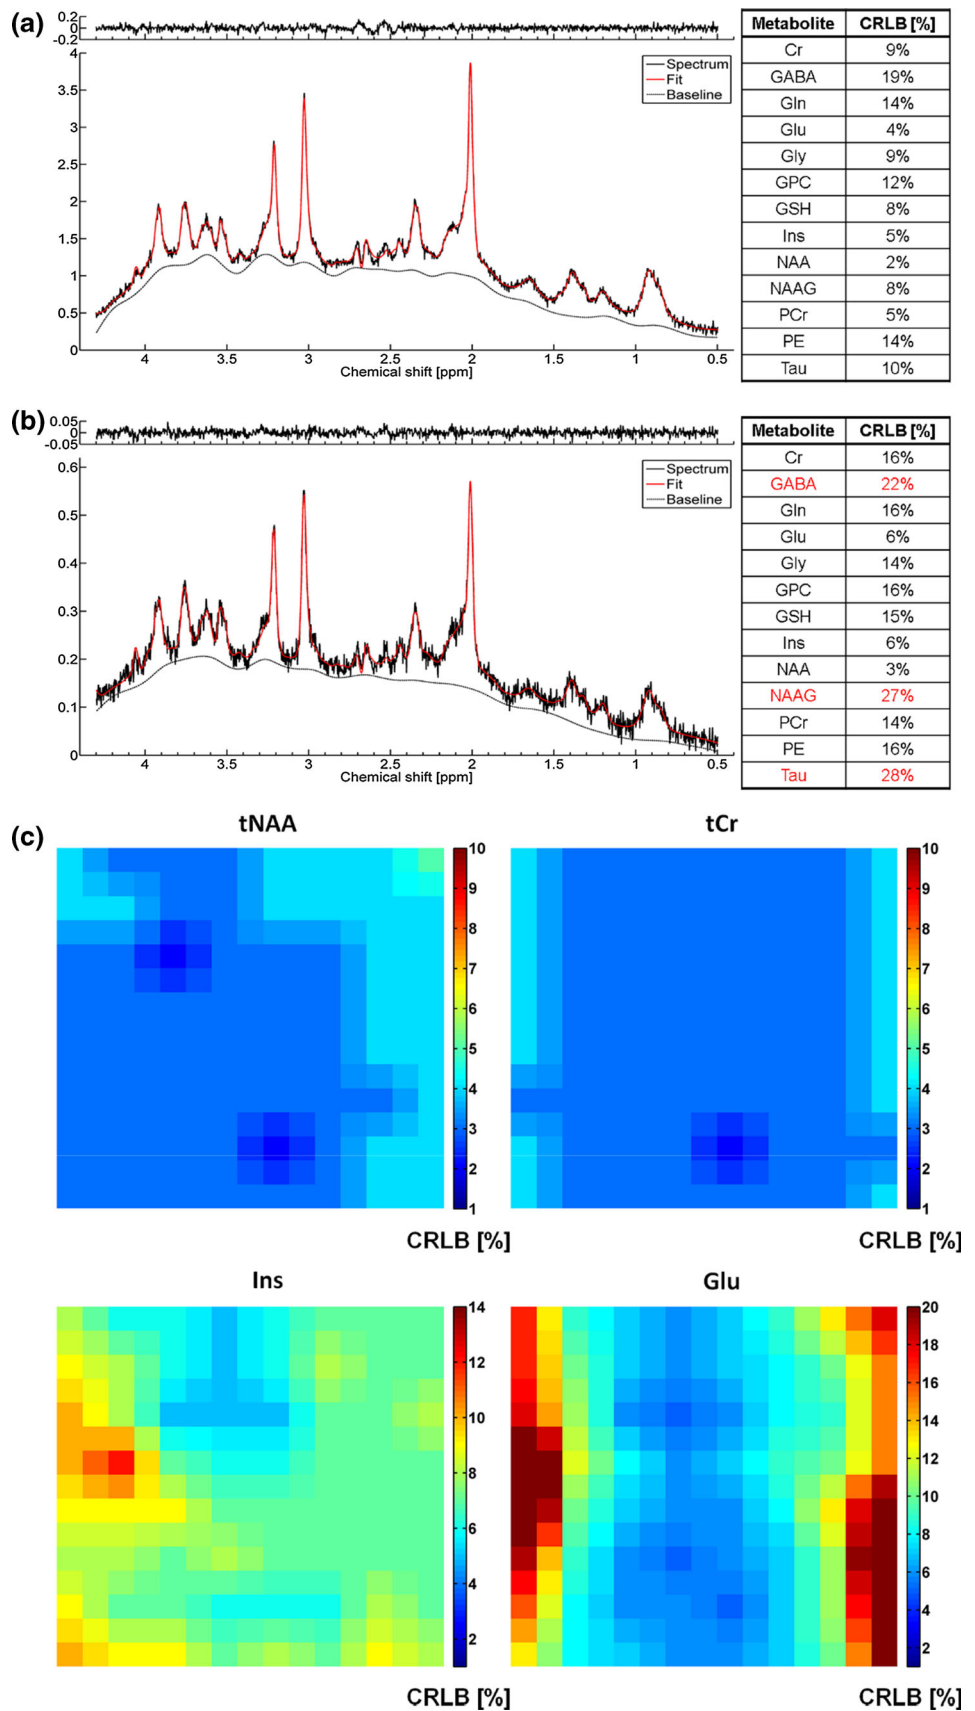 (a)
0.2
0
-0.2
4
3.5
3
2.5
2
1.5
1
0.5
0
Spectrum
Fit
Baseline
4 3.5 3 2.5 2 1.5 1 0.5
Chemical shift [ppm]
Metabolite CRLB [%]
Cr 9%
GABA 19%
Gln 14%
Glu 4%
Gly 9%
GPC 12%
GSH 8%
Ins 5%
NAA 2%
NAAG 8%
PCr 5%
PE 14%
Tau 10%
(b)
0.05
0
-0.05
0.6
0.5
0.4
0.3
0.2
0.1
0
Spectrum
Fit
Baseline
4 3.5 3 2.5 2 1.5 1 0.5
Chemical shift [ppm]
Metabolite CRLB [%]
Cr 16%
GABA 22%
Gln 16%
Glu 6%
Gly 14%
GPC 16%
GSH 15%
Ins 6%
NAA 3%
NAAG 27%
PCr 14%
PE 16%
Tau 28%
(c)
tNAA
10
9
8
7
6
5
4
3
2
1
CRLB [%]
tCr
10
9
8
7
6
5
4
3
2
1
CRLB [%]
Ins
14
12
10
8
6
4
2
CRLB [%]
Glu
20
18
16
14
12
10
8
6
4
2
CRLB [%]